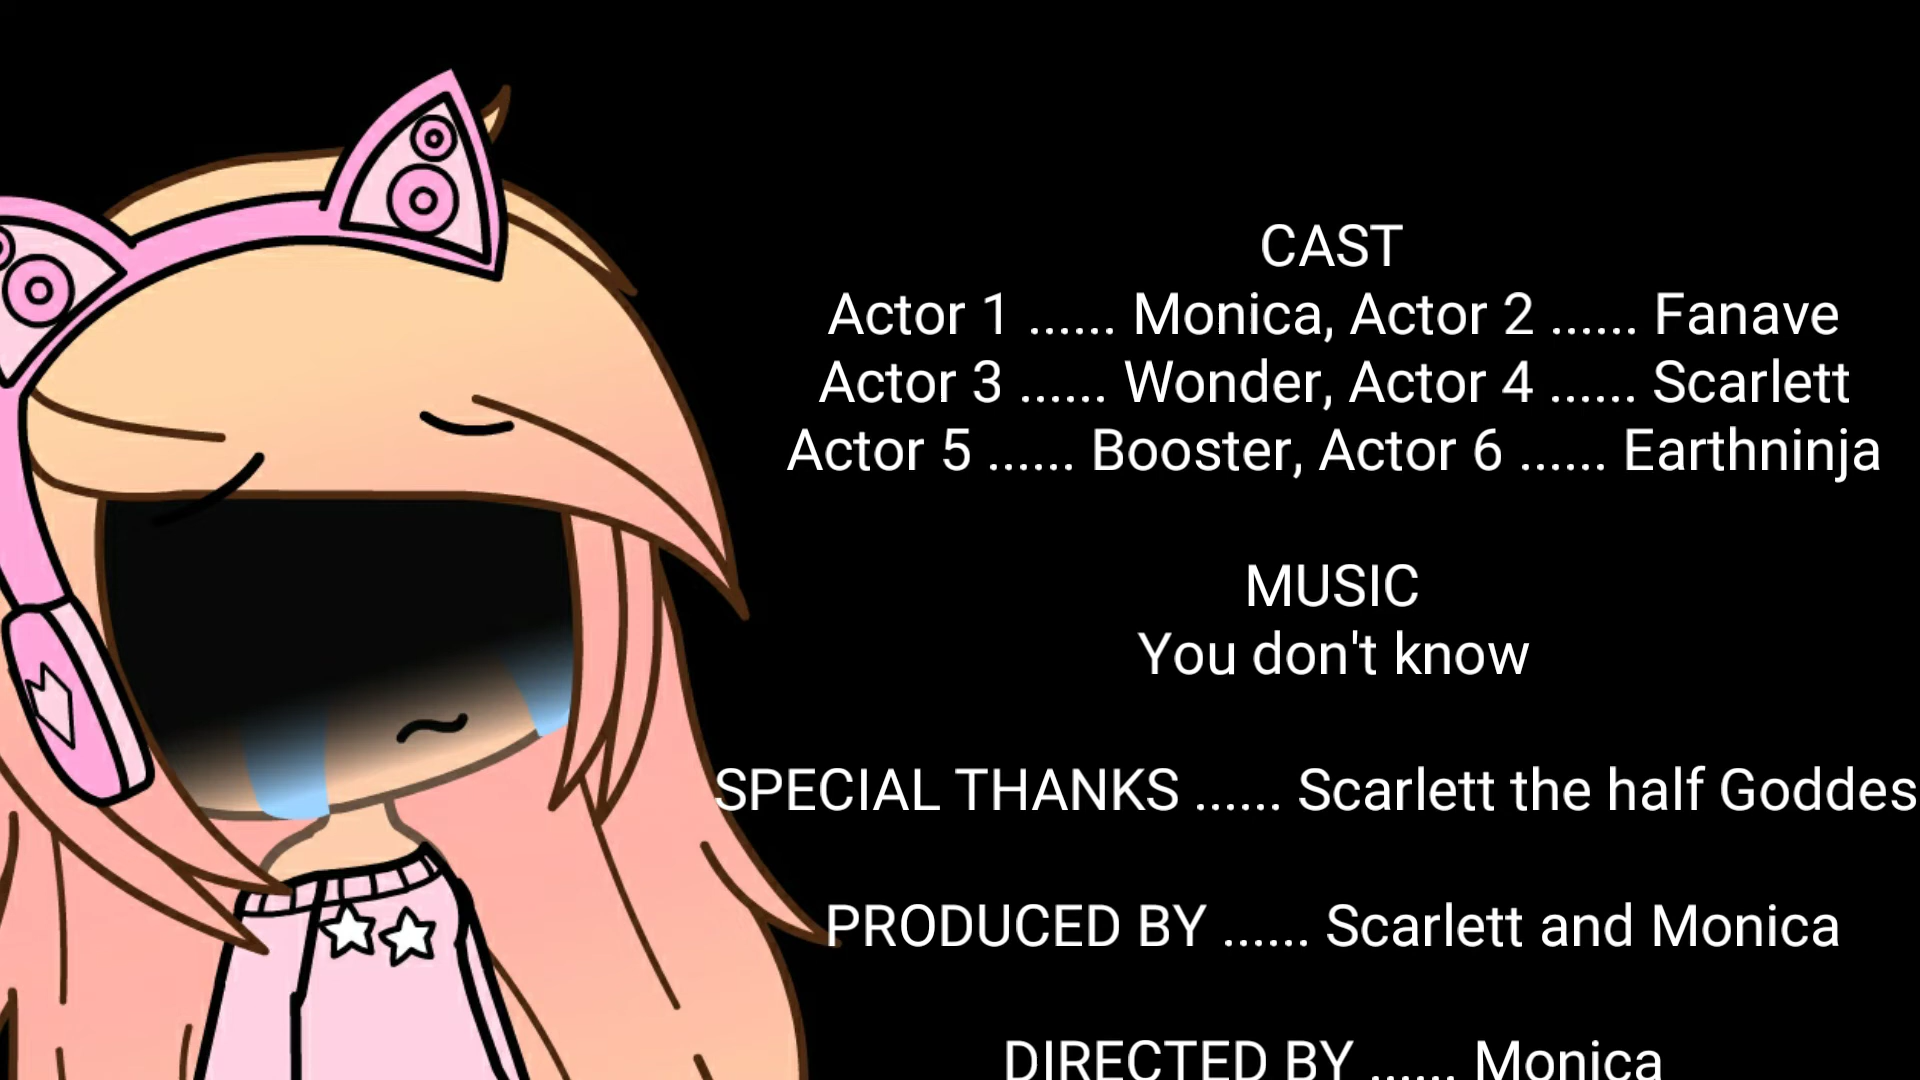 CAST
Actor 1 ...... Monica, Actor 2 ...... Fanave
Actor 3 ...... Wonder, Actor 4 ...... Scarlett
Actor 5 ...... Booster, Actor 6 ...... Earthninja
MUSIC
You don't know
SPECIAL THANKS ...... Scarlett the half Goddes
PRODUCED BY ...... Scarlett and Monica
DIRECTED BY ...... Monica